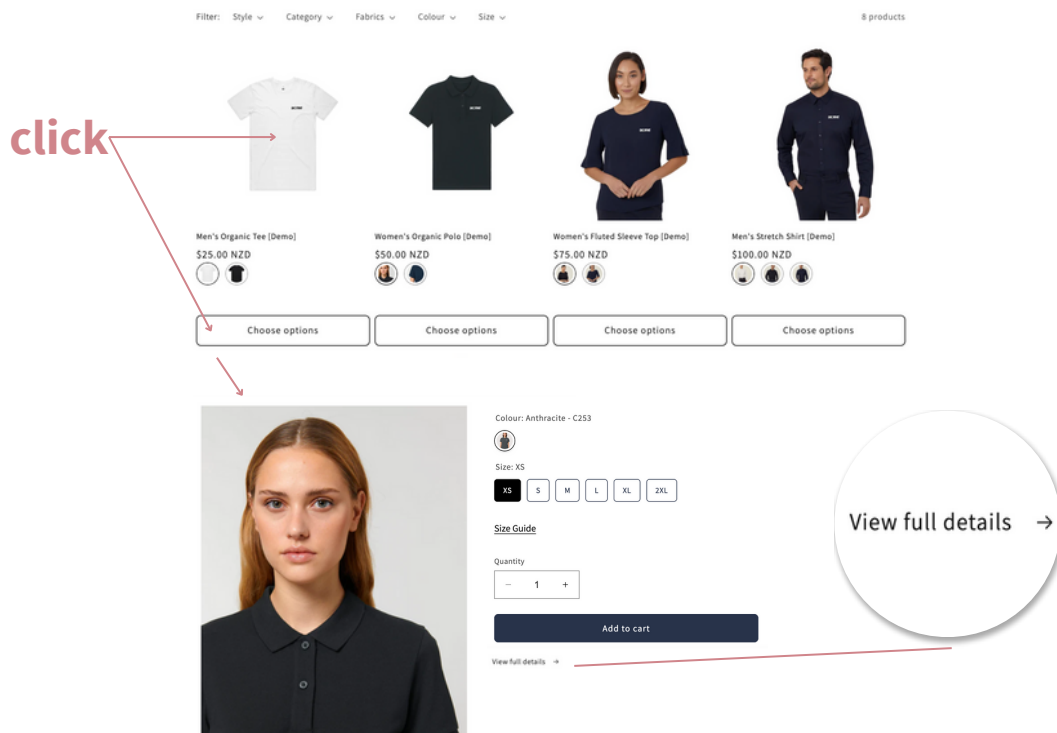 Filter: Style Category Fabrics Colour Size 8 products
click
Men's Organic Tee [Demo] Women's Organic Polo [Demo] Women's Fluted Sleeve Top [Demo] Men's Stretch Shirt [Demo]
$25.00 NZD $50.00 NZD $75.00 NZD $100.00 NZD
Choose options Choose options Choose options Choose options
Colour: Anthracite - C253
Size: XS
XS S M L XL 2XL
Size Guide
Quantity
− 1 +
Add to cart
View full details →
View full details →